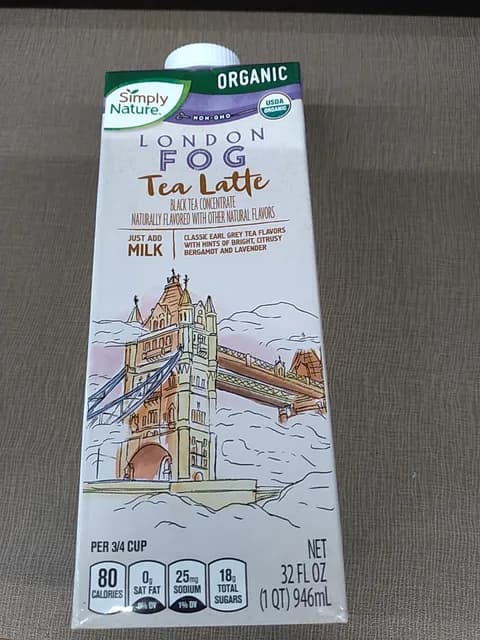 ORGANIC
Simply
Nature™
NON-GMO
USDA
ORGANIC
LONDON
FOG
Tea Latte
BLACK TEA CONCENTRATE
NATURALLY FLAVORED WITH OTHER NATURAL FLAVORS
JUST ADD
MILK
CLASSIC EARL GREY TEA FLAVORS
WITH HINTS OF BRIGHT, CITRUSY
BERGAMOT AND LAVENDER
PER 3/4 CUP
80
CALORIES
0g
SAT FAT
0% DV
25mg
SODIUM
1% DV
18g
TOTAL
SUGARS
NET
32 FL OZ
(1 QT) 946mL